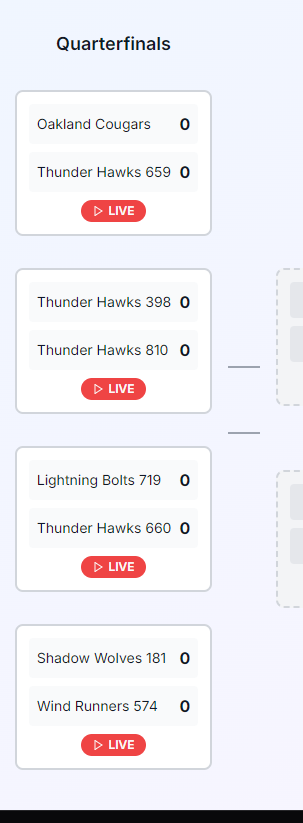 Quarterfinals
Oakland Cougars 0
Thunder Hawks 659 0
LIVE
Thunder Hawks 398 0
Thunder Hawks 810 0
LIVE
Lightning Bolts 719 0
Thunder Hawks 660 0
LIVE
Shadow Wolves 181 0
Wind Runners 574 0
LIVE